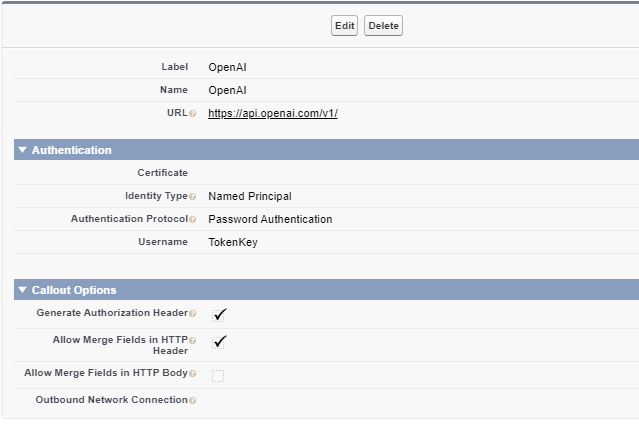 Edit Delete
Label OpenAI
Name OpenAI
URL https://api.openai.com/v1/
Authentication
Certificate
Identity Type Named Principal
Authentication Protocol Password Authentication
Username TokenKey
Callout Options
Generate Authorization Header
Allow Merge Fields in HTTP
Header
Allow Merge Fields in HTTP Body
Outbound Network Connection